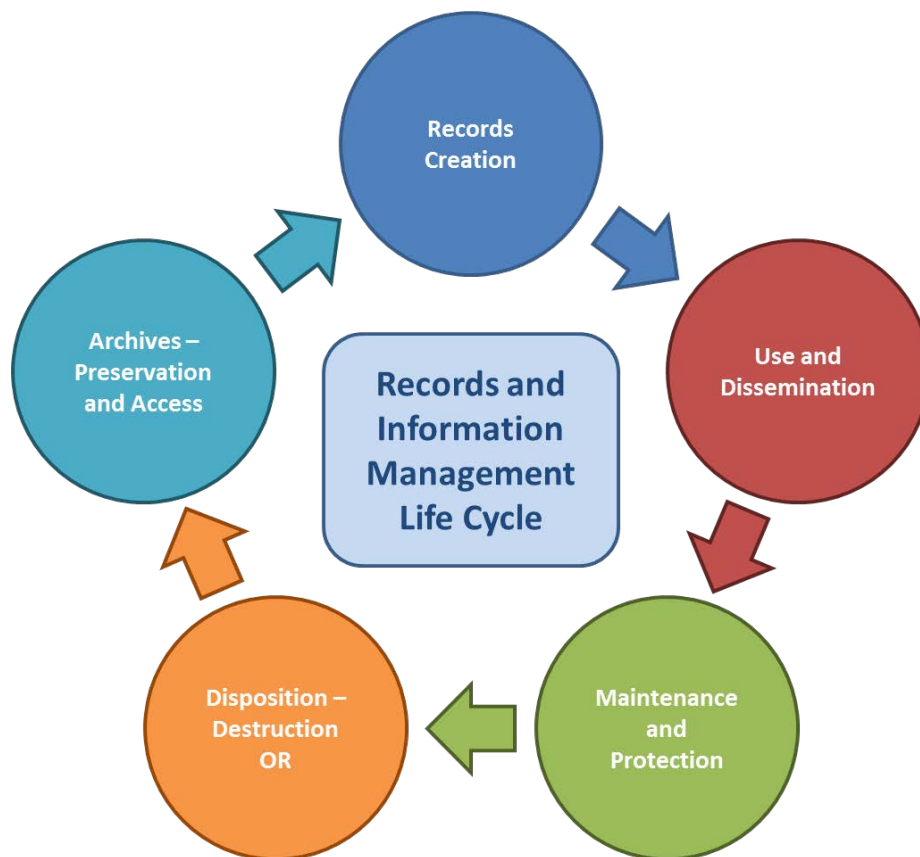 Records
Creation
Use and
Dissemination
Maintenance
and
Protection
Disposition –
Destruction
OR
Archives –
Preservation
and Access
Records and
Information
Management
Life Cycle